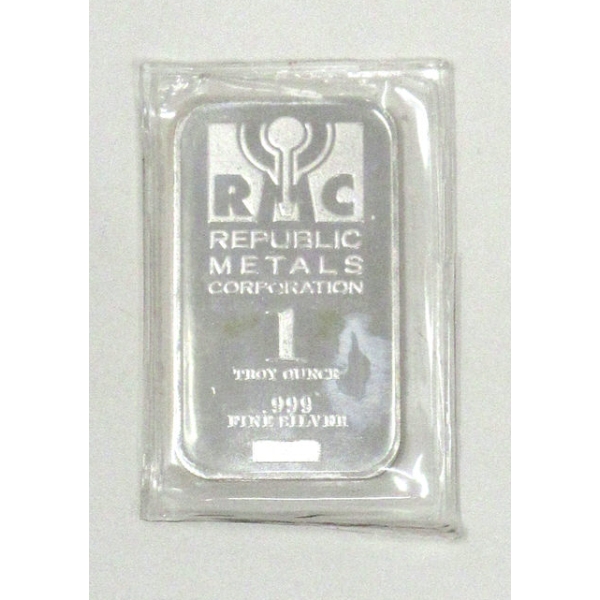 RMC
REPUBLIC
METALS
CORPORATION
1
TROY OUNCE
.999
FINE SILVER